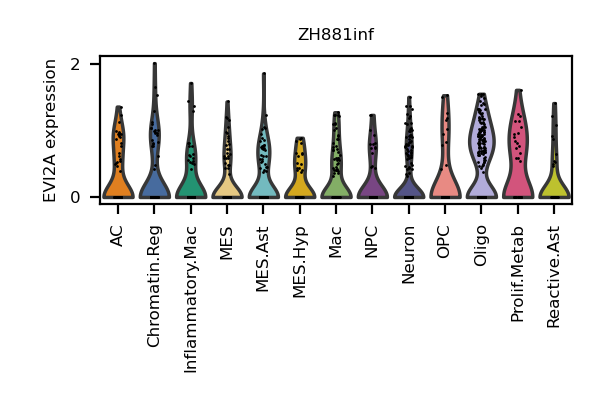 ZH881inf
EVI2A expression
2
0
AC
Chromatin.Reg
Inflammatory.Mac
MES
MES.Ast
MES.Hyp
Mac
NPC
Neuron
OPC
Oligo
Prolif.Metab
Reactive.Ast